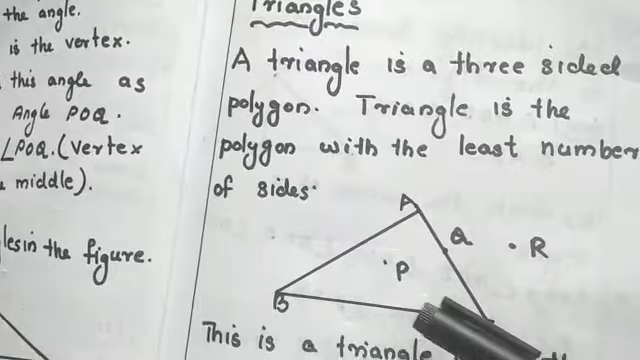 the angle.
is the vertex.
this angle as
Angle POQ.
∠POQ. (vertex
middle).
in the figure.
Triangles
A triangle is a three sided
polygon. Triangle is the
polygon with the least number
of sides.
A
Q
R
P
B
This is a triangle